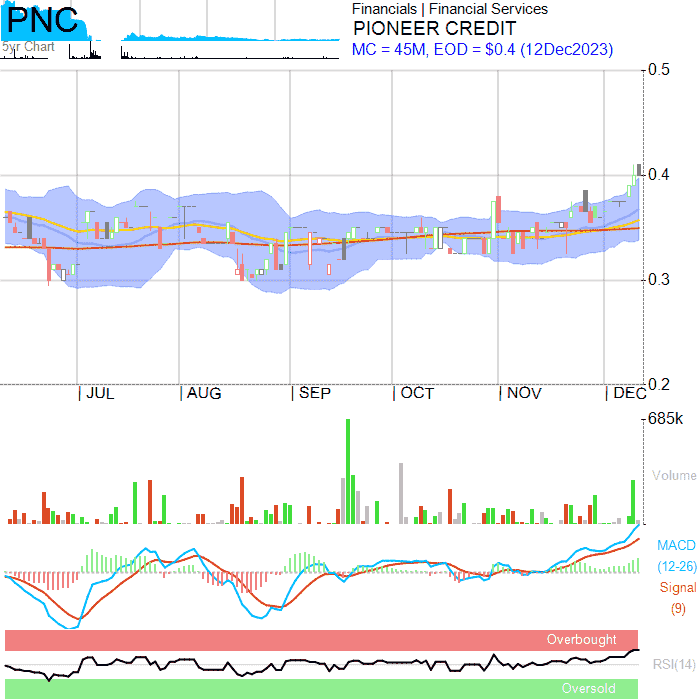 PNC
5yr Chart
Financials | Financial Services
PIONEER CREDIT
MC = 45M, EOD = $0.4 (12Dec2023)
0.5
0.4
0.3
0.2
| JUL | AUG | SEP | OCT | NOV | DEC
685k
Volume
MACD
(12-26)
Signal
(9)
Overbought
RSI(14)
Oversold